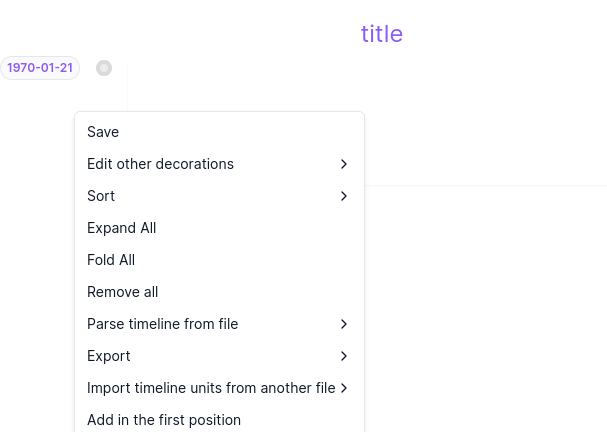 title
1970-01-21
Save
Edit other decorations
Sort
Expand All
Fold All
Remove all
Parse timeline from file
Export
Import timeline units from another file
Add in the first position